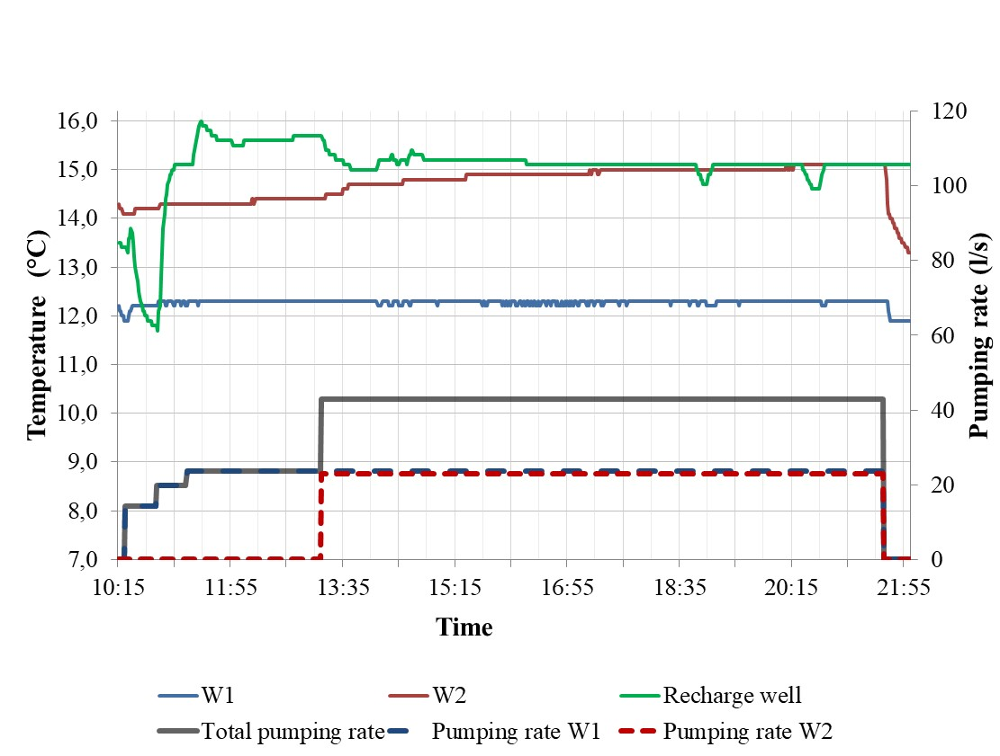 16,0
15,0
14,0
13,0
12,0
11,0
10,0
9,0
8,0
7,0
120
100
80
60
40
20
0
Temperature (°C)
Pumping rate (l/s)
10:15 11:55 13:35 15:15 16:55 18:35 20:15 21:55
Time
W1 W2 Recharge well
Total pumping rate Pumping rate W1 Pumping rate W2